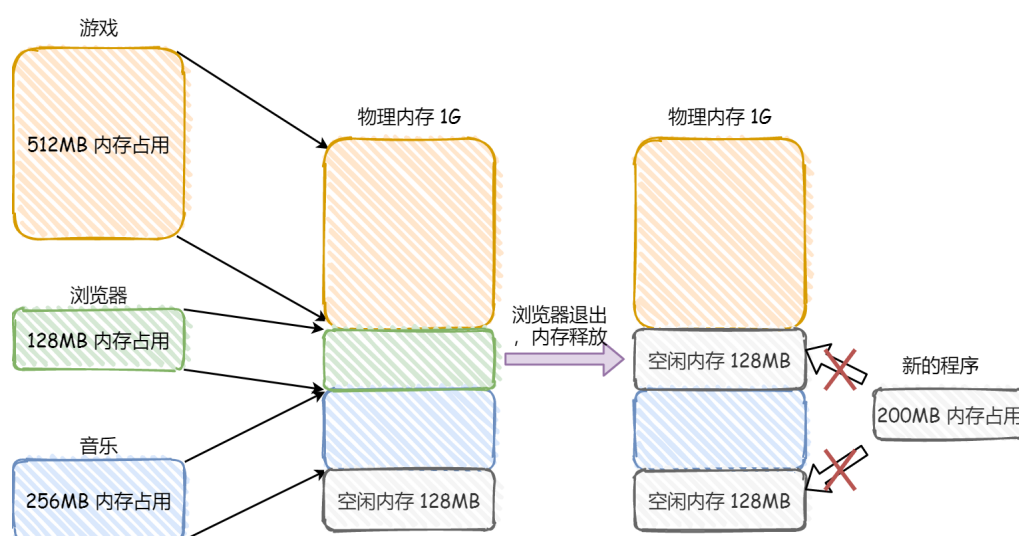 游戏
512MB 内存占用
浏览器
128MB 内存占用
音乐
256MB 内存占用
物理内存 1G
空闲内存 128MB
浏览器退出
，内存释放
物理内存 1G
空闲内存 128MB
空闲内存 128MB
新的程序
200MB 内存占用